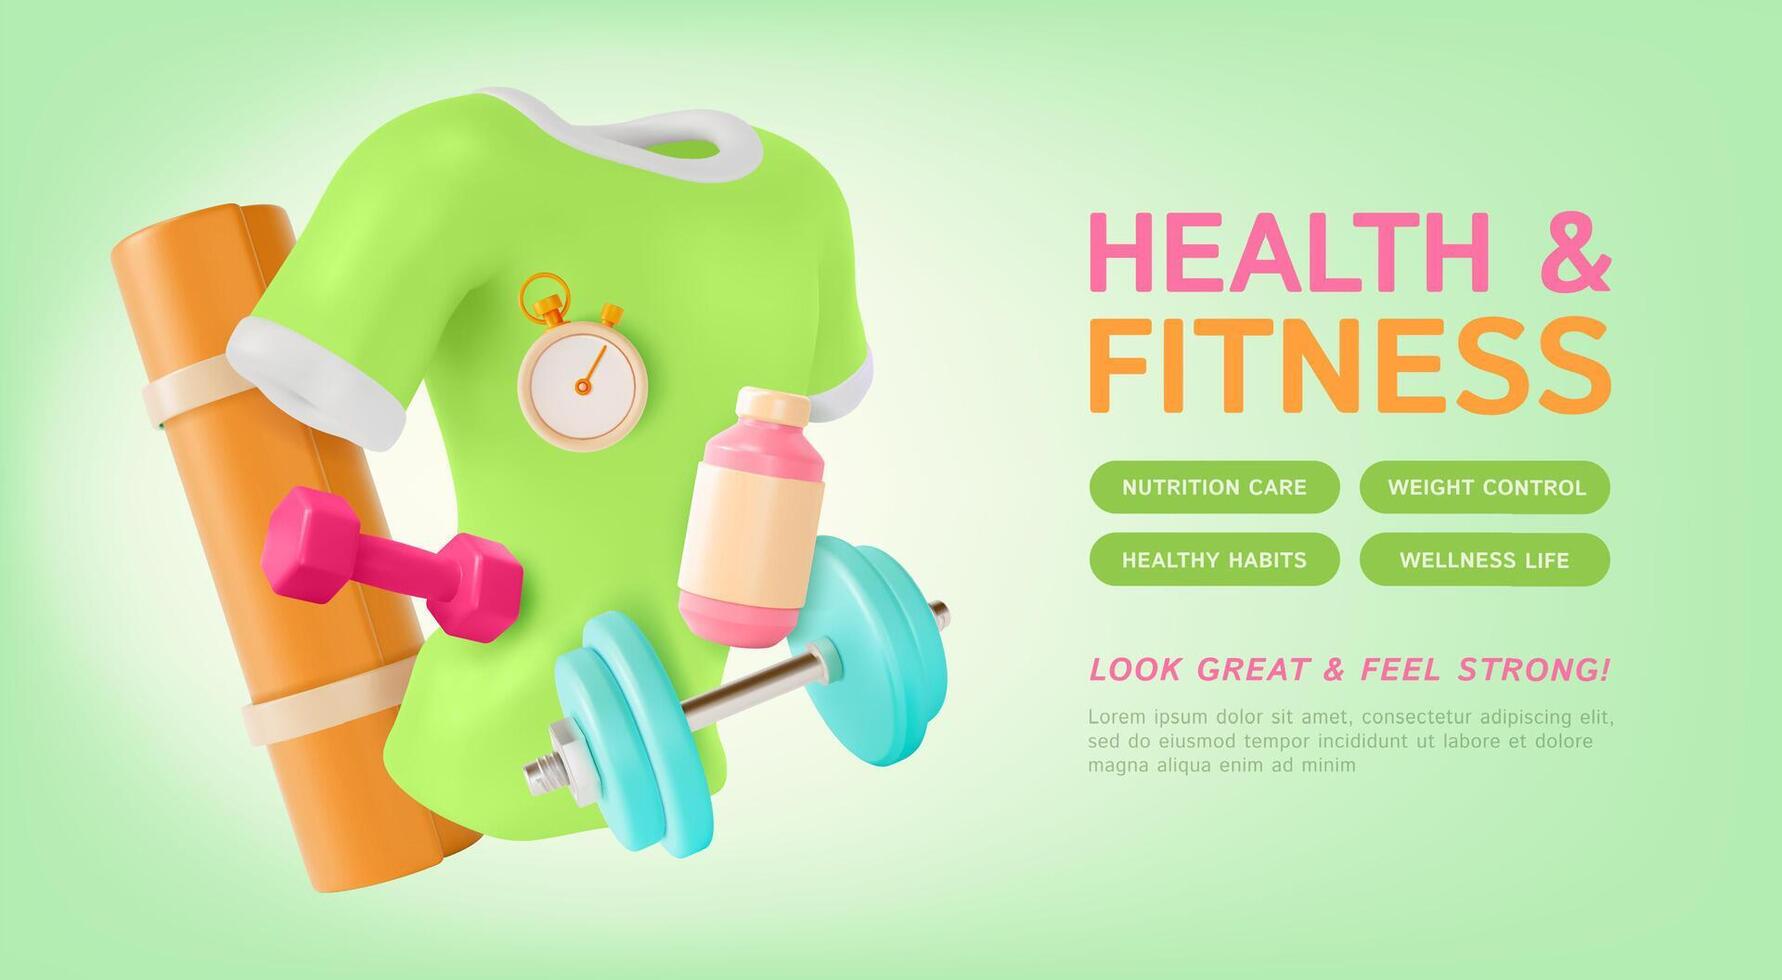 HEALTH &
FITNESS
NUTRITION CARE
WEIGHT CONTROL
HEALTHY HABITS
WELLNESS LIFE
LOOK GREAT & FEEL STRONG!
Lorem ipsum dolor sit amet, consectetur adipiscing elit,
sed do eiusmod tempor incididunt ut labore et dolore
magna aliqua enim ad minim